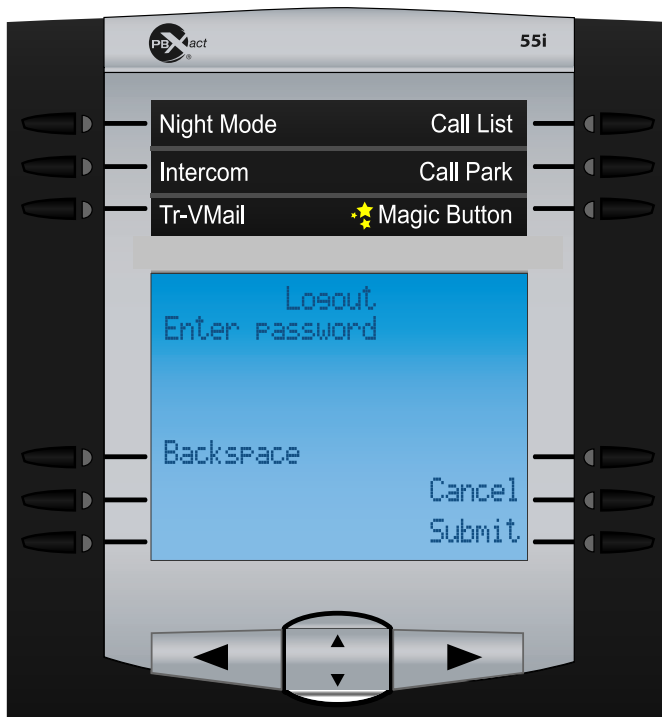 PBXact ® 55i
Night Mode Call List
Intercom Call Park
Tr-VMail Magic Button
Logout
Enter password
Backspace
Cancel
Submit